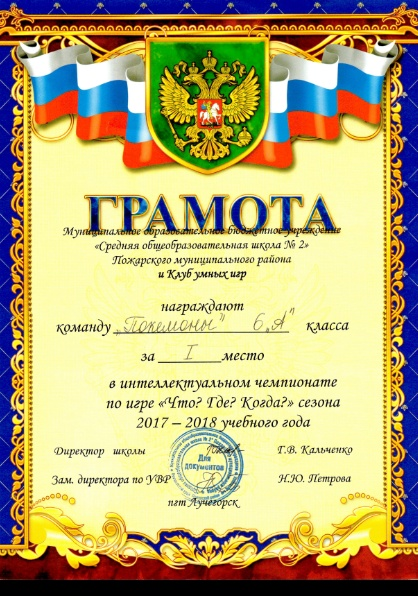 ГРАМОТА
Муниципальное образовательное бюджетное учреждение
«Средняя общеобразовательная школа № 2»
Пожарского муниципального района
и Клуб умных игр
награждают
команду "Покемоны" 6 „А" класса
за I место
в интеллектуальном чемпионате
по игре «Что? Где? Когда?» сезона
2017 – 2018 учебного года
Директор школы Г.В. Кальченко
Для документов
Зам. директора по УВР Н.Ю. Петрова
пгт Лучегорск